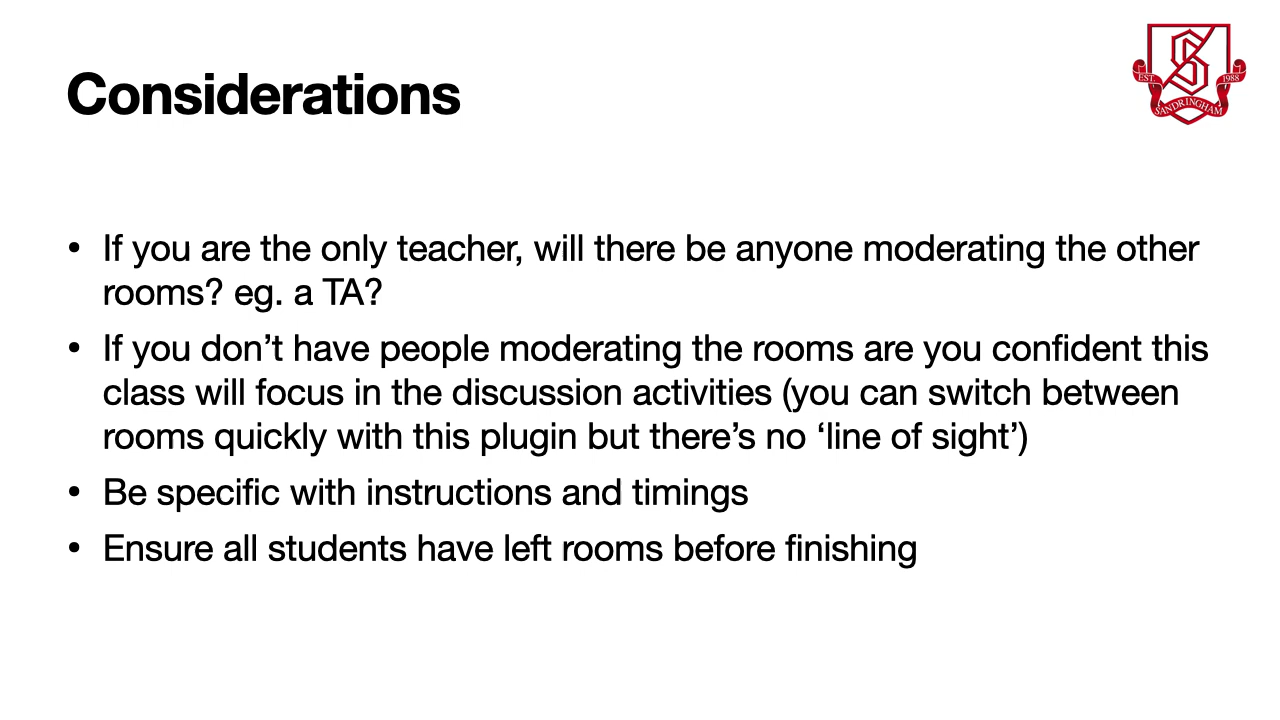 Considerations
EST. 1988
SANDRINGHAM
• If you are the only teacher, will there be anyone moderating the other
rooms? eg. a TA?
• If you don’t have people moderating the rooms are you confident this
class will focus in the discussion activities (you can switch between
rooms quickly with this plugin but there’s no ‘line of sight’)
• Be specific with instructions and timings
• Ensure all students have left rooms before finishing